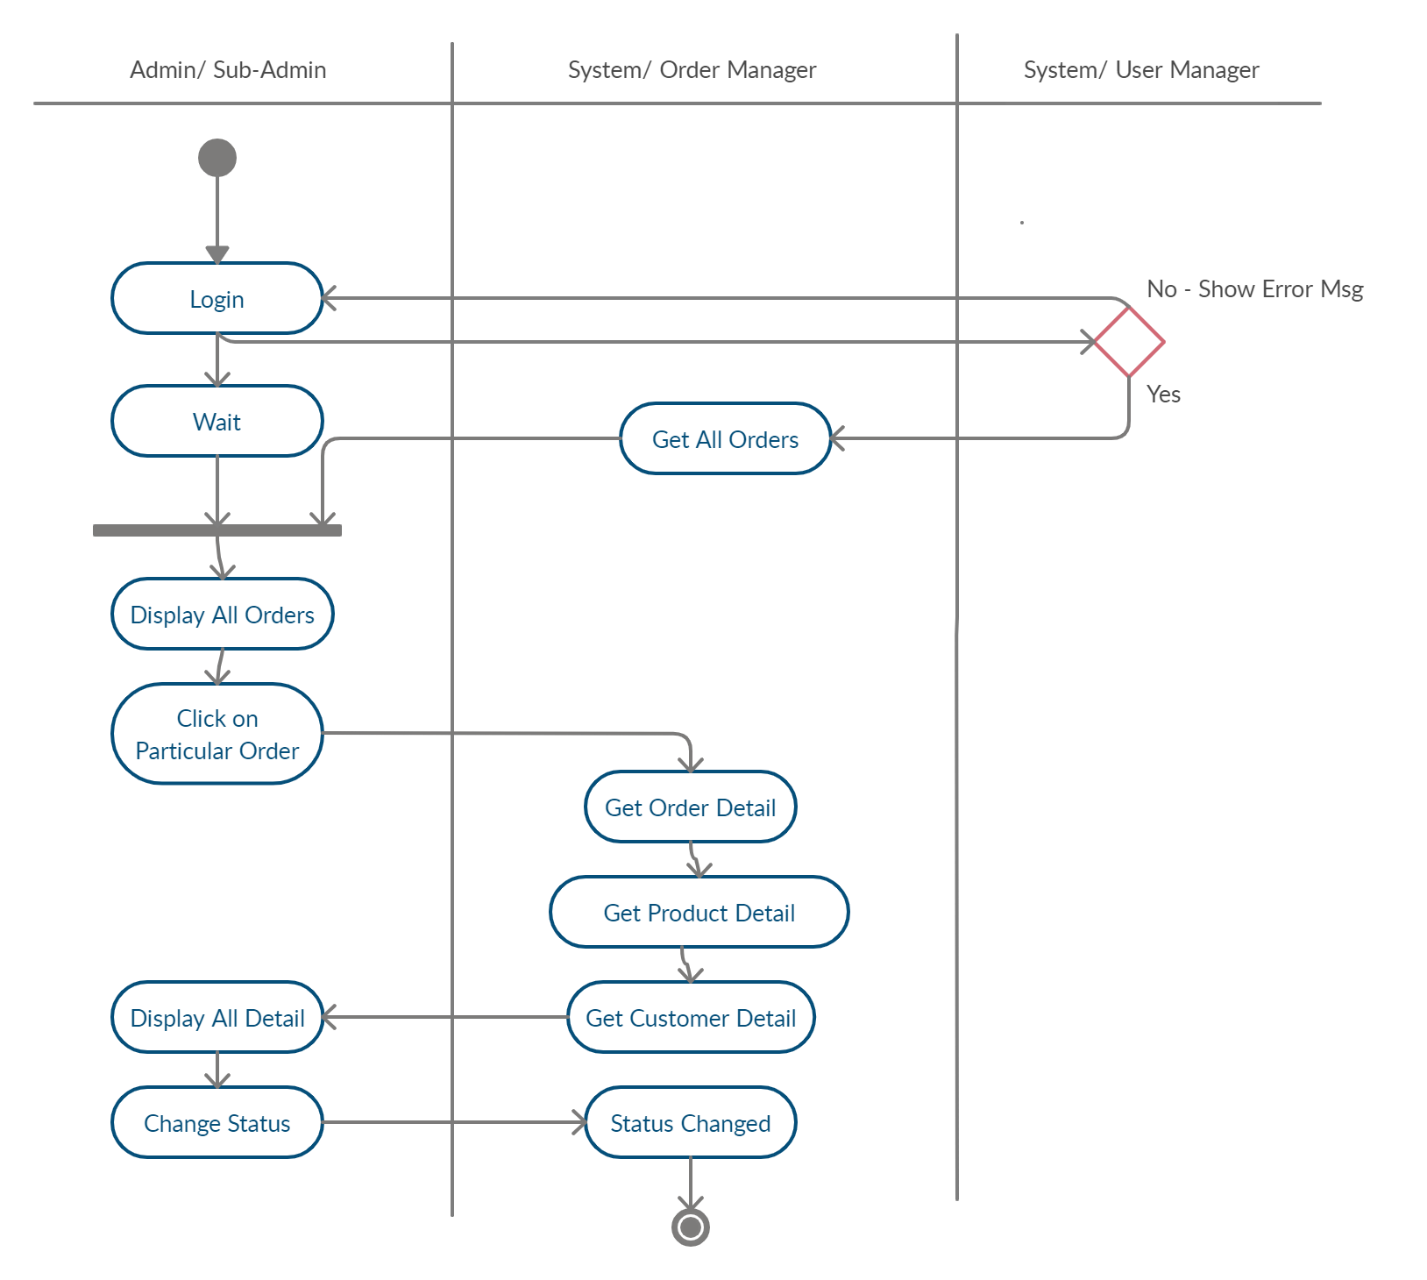 Admin/ Sub-Admin
System/ Order Manager
System/ User Manager
No - Show Error Msg
Login
Yes
Wait
Get All Orders
Display All Orders
Click on
Particular Order
Get Order Detail
Get Product Detail
Display All Detail
Get Customer Detail
Change Status
Status Changed